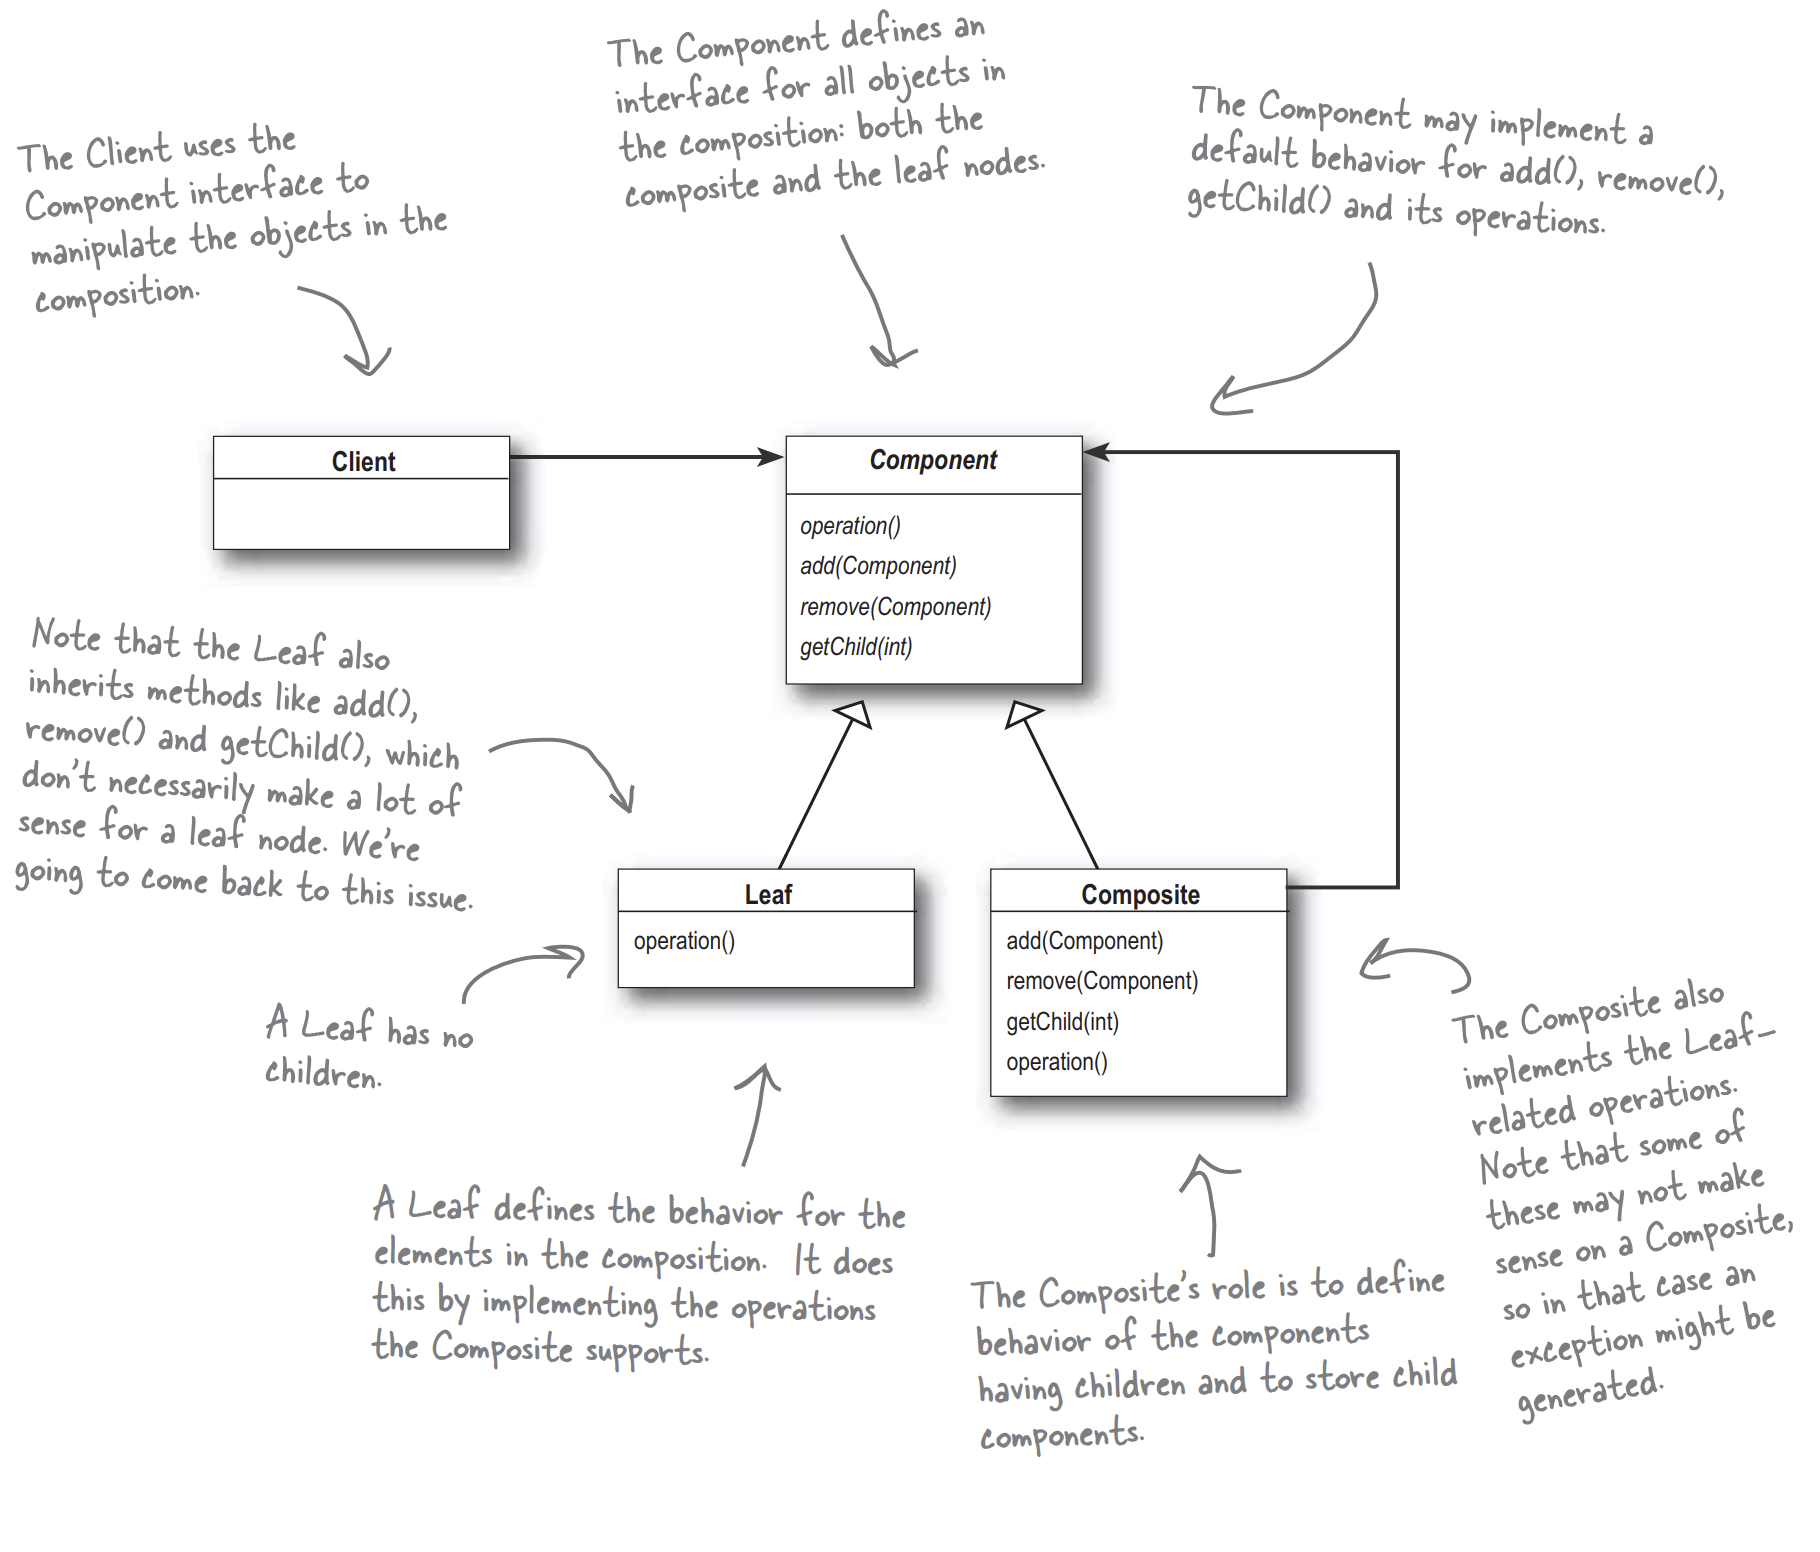 The Component defines an
interface for all objects in
the composition: both the
composite and the leaf nodes.
The Component may implement a
default behavior for add(), remove(),
getChild() and its operations.
The Client uses the
Component interface to
manipulate the objects in the
composition.
Client
Component
operation()
add(Component)
remove(Component)
getChild(int)
Note that the Leaf also
inherits methods like add(),
remove() and getChild(), which
don't necessarily make a lot of
sense for a leaf node. We're
going to come back to this issue.
Leaf
operation()
Composite
add(Component)
remove(Component)
getChild(int)
operation()
A Leaf has no
children.
The Composite also
implements the Leaf-
related operations.
Note that some of
these may not make
sense on a Composite,
so in that case an
exception might be
generated.
A Leaf defines the behavior for the
elements in the composition. It does
this by implementing the operations
the Composite supports.
The Composite's role is to define
behavior of the components
having children and to store child
components.